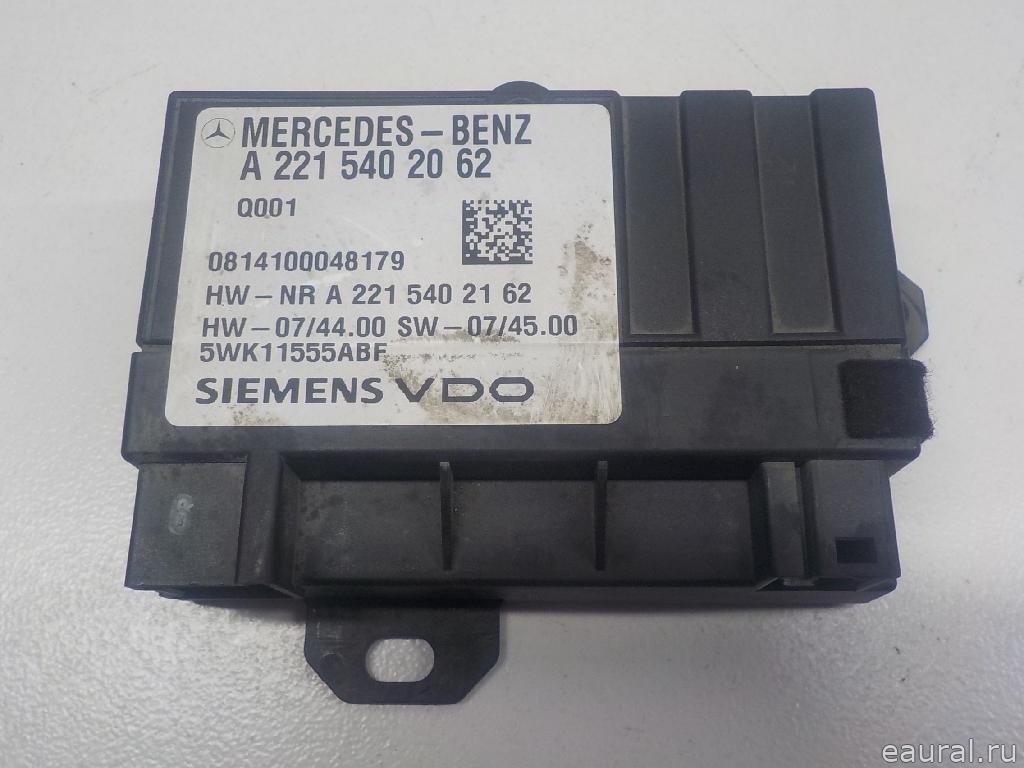 MERCEDES-BENZ
A 221 540 20 62
Q001
0814100048179
HW-NR A 221 540 21 62
HW-07/44.00 SW-07/45.00
5WK11555ABF
SIEMENS VDO
eaural.ru